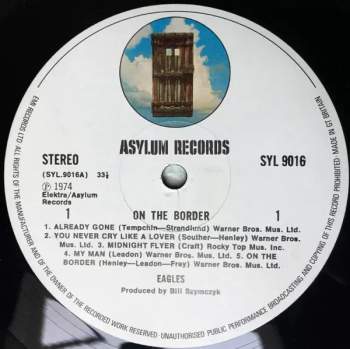 ASYLUM RECORDS
STEREO
SYL 9016
(SYL.9016A) 33⅓
℗ 1974
Elektra/Asylum
Records
1
ON THE BORDER
1
1. ALREADY GONE (Tempchin—Strandlund) Warner Bros. Mus. Ltd.
2. YOU NEVER CRY LIKE A LOVER (Souther—Henley) Warner Bros.
Mus. Ltd. 3. MIDNIGHT FLYER (Craft) Rocky Top Mus. Inc.
4. MY MAN (Leadon) Warner Bros. Mus. Ltd. 5. ON THE
BORDER (Henley—Leadon—Frey) Warner Bros. Mus. Ltd.
EAGLES
Produced by Bill Szymczyk
EMI RECORDS LTD ALL RIGHTS OF THE MANUFACTURER AND OF THE OWNER OF THE RECORDED WORK RESERVED · UNAUTHORISED PUBLIC PERFORMANCE BROADCASTING AND COPYING OF THIS RECORD PROHIBITED · MADE IN GT BRITAIN